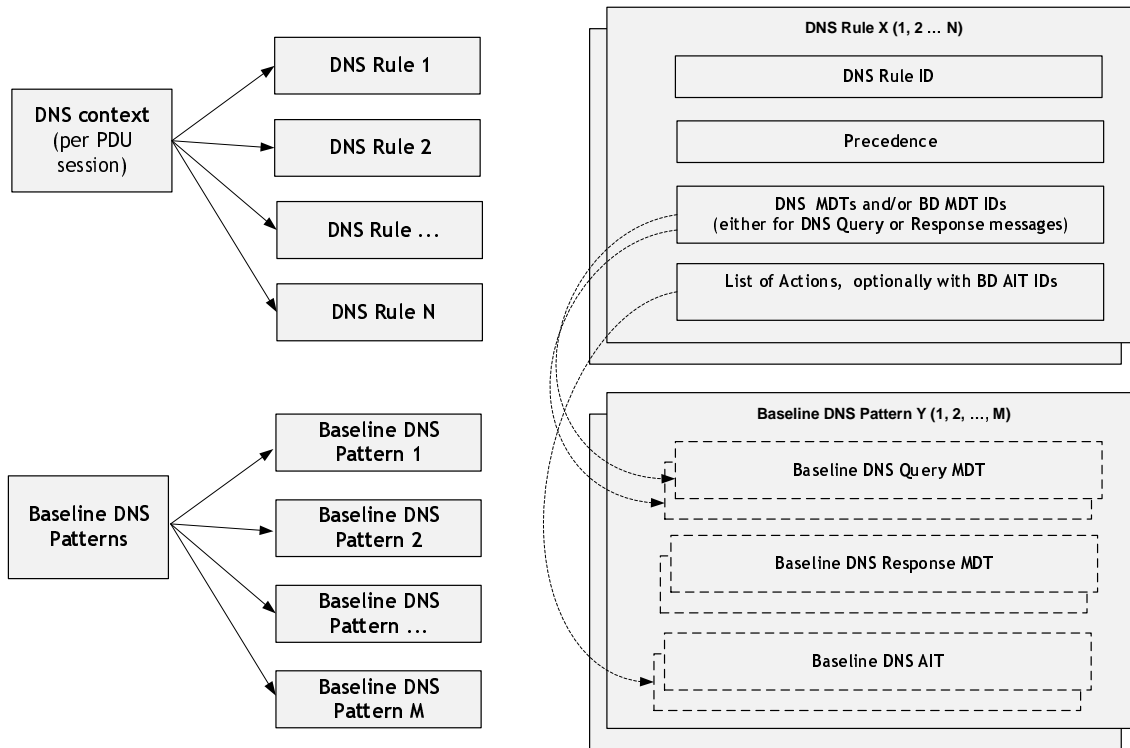 DNS context
(per PDU
session)
DNS Rule 1
DNS Rule 2
DNS Rule ...
DNS Rule N
DNS Rule X (1, 2 ... N)
DNS Rule ID
Precedence
DNS MDTs and/or BD MDT IDs
(either for DNS Query or Response messages)
List of Actions, optionally with BD AIT IDs
Baseline DNS
Patterns
Baseline DNS
Pattern 1
Baseline DNS
Pattern 2
Baseline DNS
Pattern ...
Baseline DNS
Pattern M
Baseline DNS Pattern Y (1, 2, ..., M)
Baseline DNS Query MDT
Baseline DNS Response MDT
Baseline DNS AIT